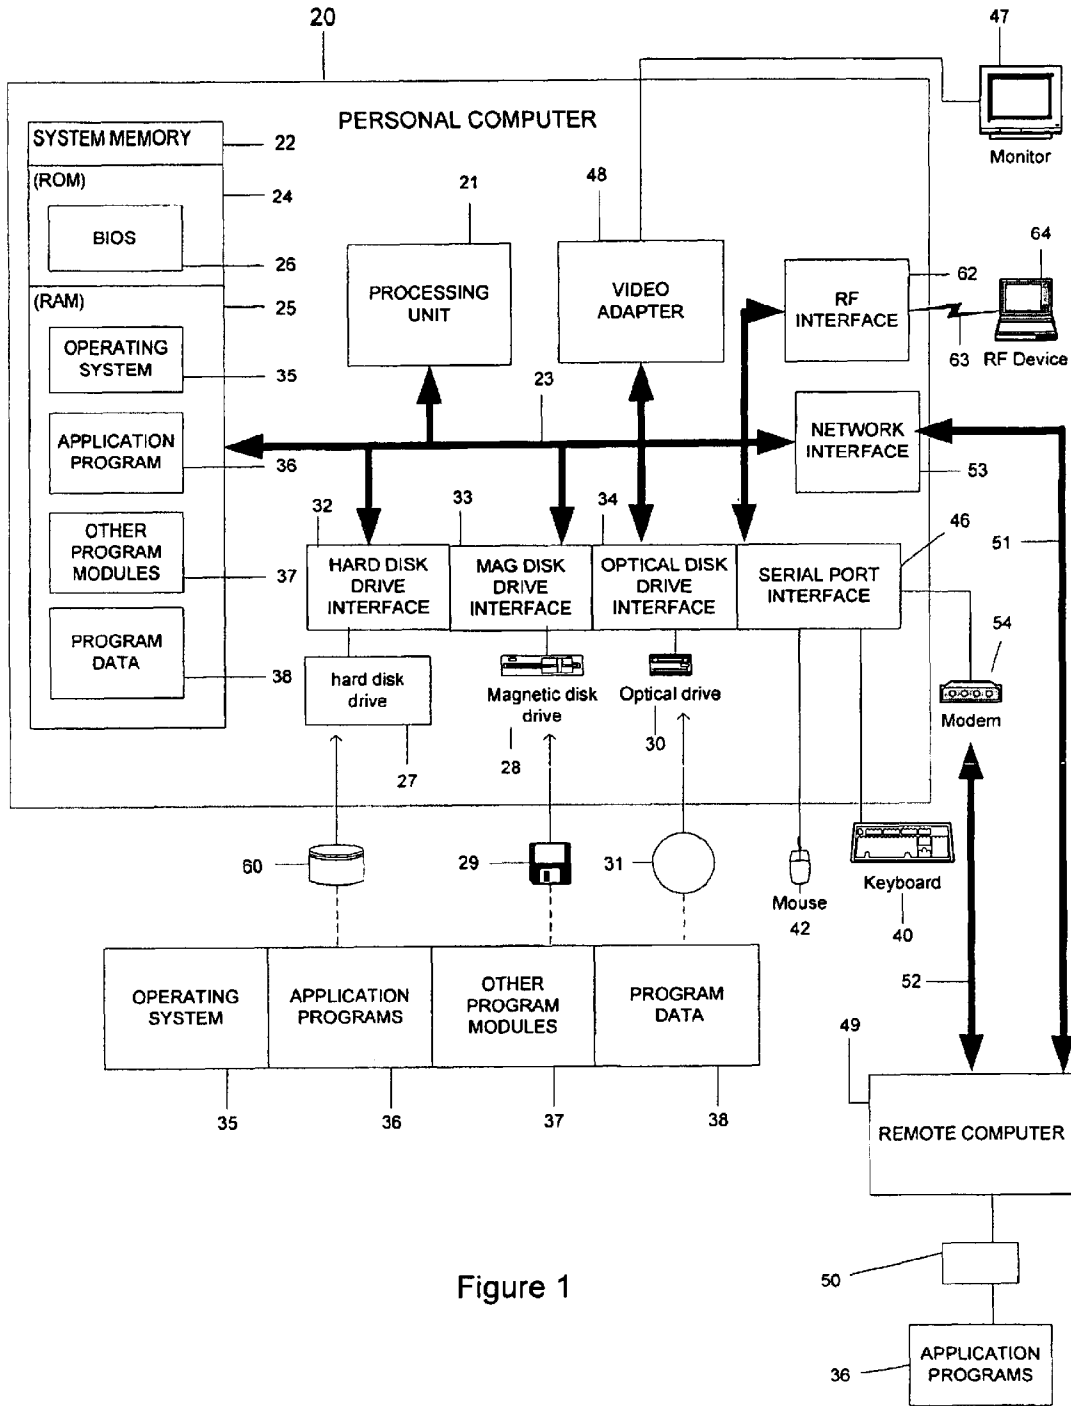 20
47
PERSONAL COMPUTER
Monitor
SYSTEM MEMORY
22
(ROM)
24
BIOS
26
(RAM)
25
OPERATING
SYSTEM
35
APPLICATION
PROGRAM
36
OTHER
PROGRAM
MODULES
37
PROGRAM
DATA
38
21
PROCESSING
UNIT
48
VIDEO
ADAPTER
62
RF
INTERFACE
64
63
RF Device
23
NETWORK
INTERFACE
53
51
32
HARD DISK
DRIVE
INTERFACE
33
MAG DISK
DRIVE
INTERFACE
34
OPTICAL DISK
DRIVE
INTERFACE
46
SERIAL PORT
INTERFACE
54
Modem
hard disk
drive
27
Magnetic disk
drive
28
Optical drive
30
60
29
31
Mouse
42
Keyboard
40
52
OPERATING
SYSTEM
35
APPLICATION
PROGRAMS
36
OTHER
PROGRAM
MODULES
37
PROGRAM
DATA
38
49
REMOTE COMPUTER
50
36
APPLICATION
PROGRAMS
Figure 1